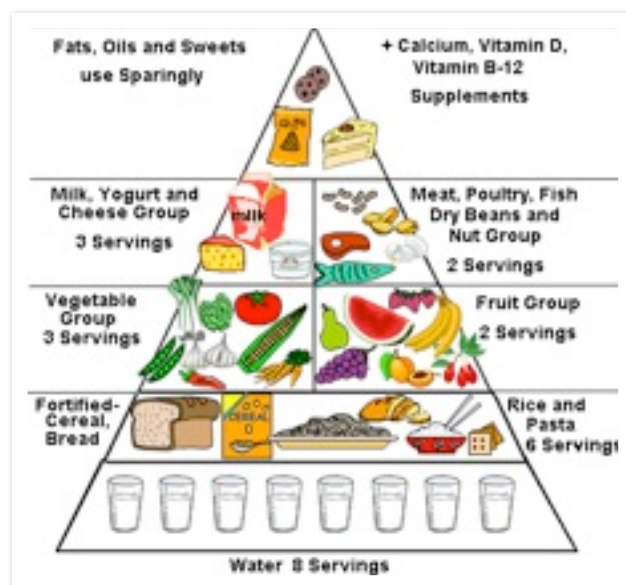 Fats, Oils and Sweets
use Sparingly
+ Calcium, Vitamin D,
Vitamin B-12
Supplements
Milk, Yogurt and
Cheese Group
3 Servings
milk
Meat, Poultry, Fish
Dry Beans and
Nut Group
2 Servings
Vegetable
Group
3 Servings
Fruit Group
2 Servings
Fortified-
Cereal,
Bread
CEREAL
Rice and
Pasta
6 Servings
Water 8 Servings